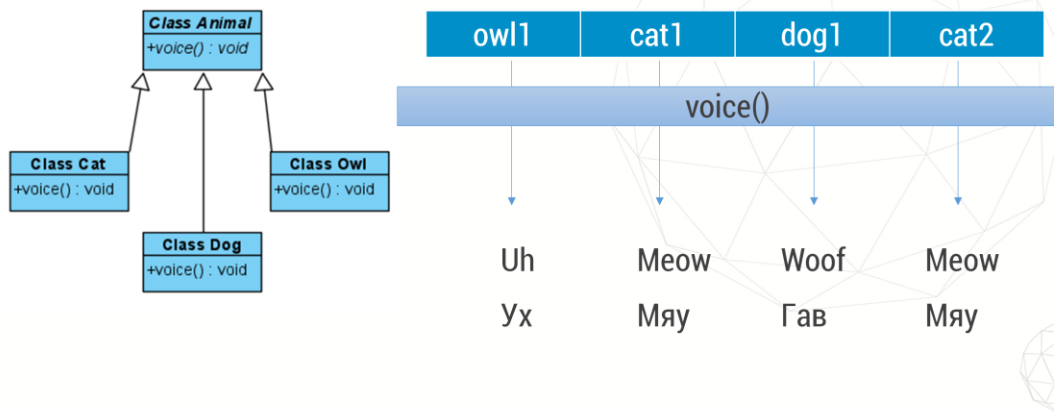 Class Animal
+voice() : void
Class Cat
+voice() : void
Class Owl
+voice() : void
Class Dog
+voice() : void
owl1 cat1 dog1 cat2
voice()
Uh Meow Woof Meow
Ух Мяу Гав Мяу